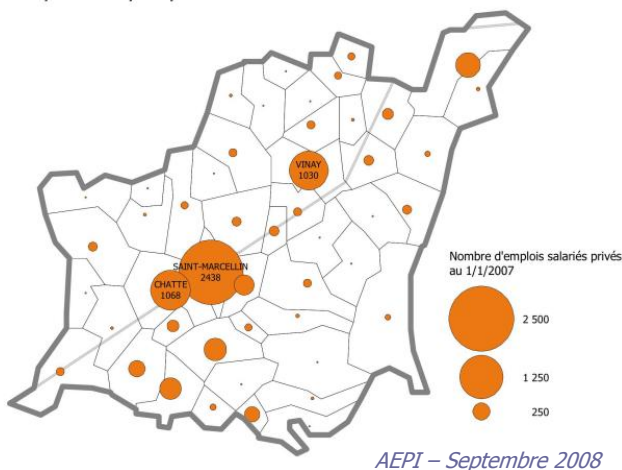 VINAY
1030
SAINT-MARCELLIN
2438
CHATTE
1068
Nombre d'emplois salariés privés
au 1/1/2007
2 500
1 250
250
AEPI – Septembre 2008